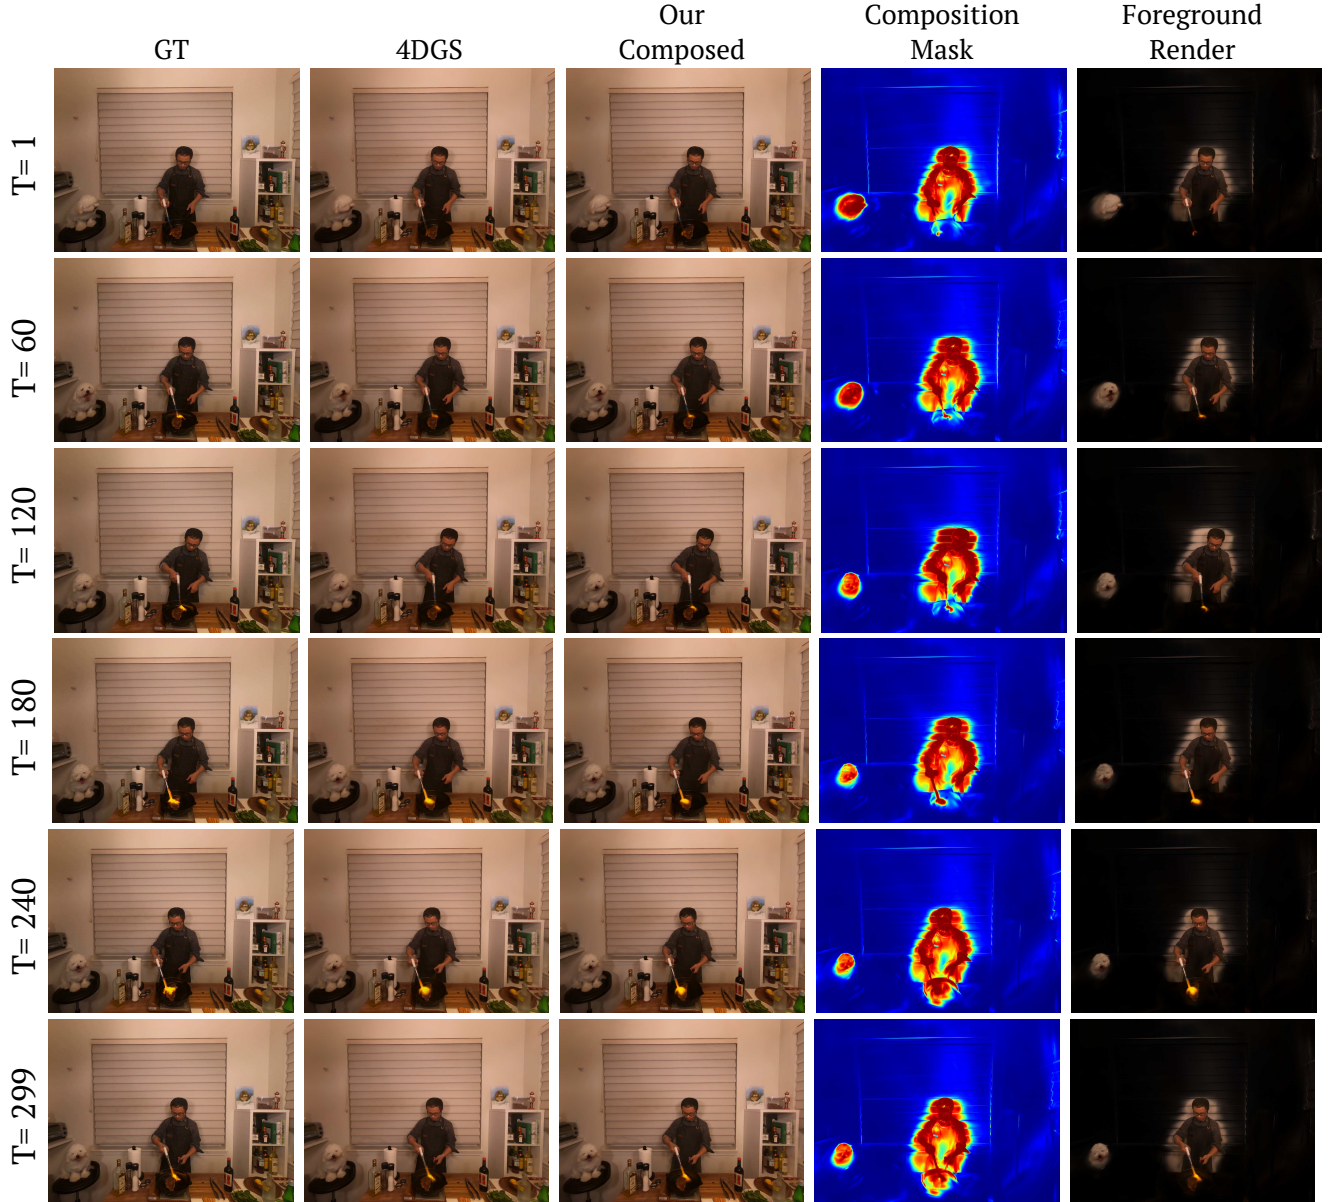 GT
4DGS
Our
Composed
Composition
Mask
Foreground
Render
T= 1
T= 60
T= 120
T= 180
T= 240
T= 299